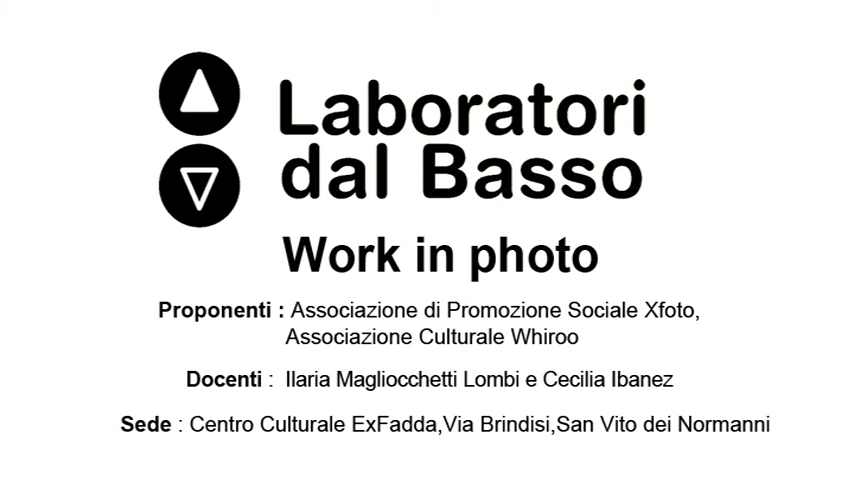 Laboratori
dal Basso
Work in photo
Proponenti : Associazione di Promozione Sociale Xfoto,
Associazione Culturale Whiroo
Docenti : Ilaria Magliocchetti Lombi e Cecilia Ibanez
Sede : Centro Culturale ExFadda,Via Brindisi,San Vito dei Normanni